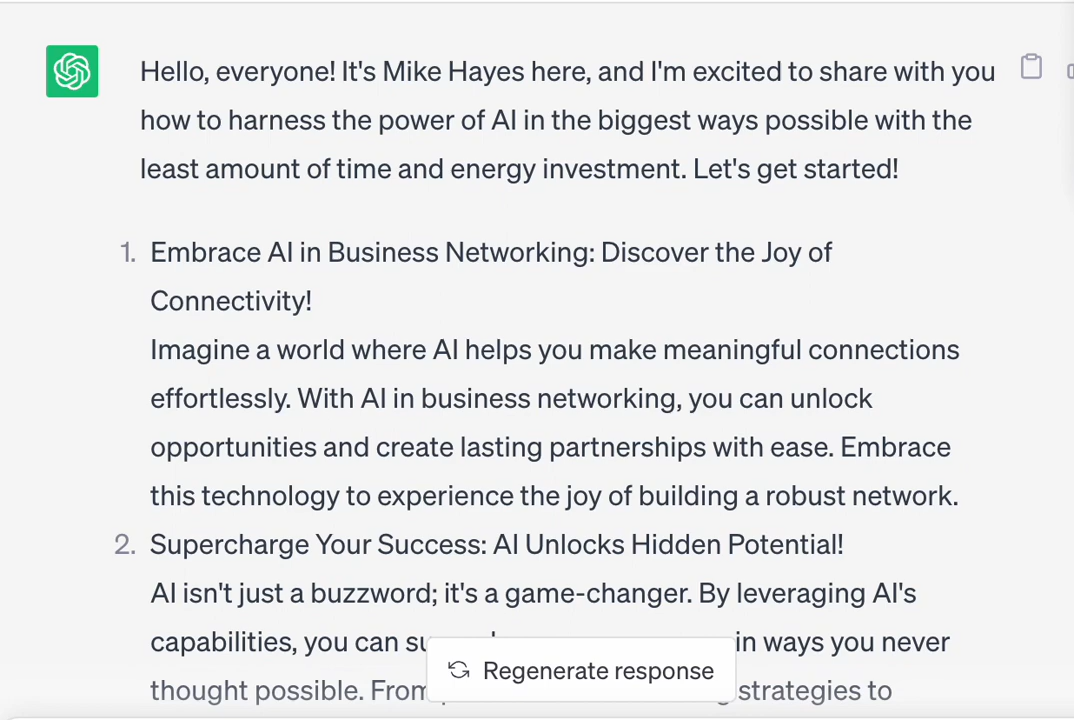 Hello, everyone! It's Mike Hayes here, and I'm excited to share with you
how to harness the power of AI in the biggest ways possible with the
least amount of time and energy investment. Let's get started!
1. Embrace AI in Business Networking: Discover the Joy of
Connectivity!
Imagine a world where AI helps you make meaningful connections
effortlessly. With AI in business networking, you can unlock
opportunities and create lasting partnerships with ease. Embrace
this technology to experience the joy of building a robust network.
2. Supercharge Your Success: AI Unlocks Hidden Potential!
AI isn't just a buzzword; it's a game-changer. By leveraging AI's
capabilities, you can in ways you never
thought possible. From strategies to
Regenerate response